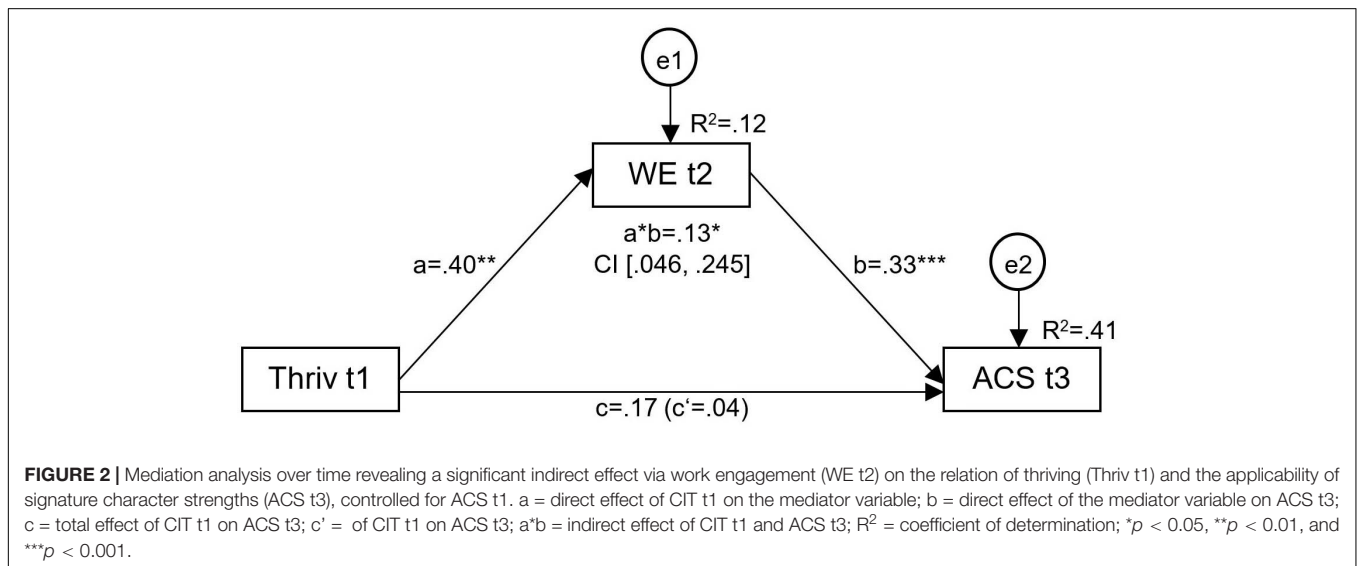 e1
R²=.12
WE t2
a*b=.13*
CI [.046, .245]
a=.40**
b=.33***
e2
R²=.41
Thriv t1
ACS t3
c=.17 (c‘=.04)
FIGURE 2 | Mediation analysis over time revealing a significant indirect effect via work engagement (WE t2) on the relation of thriving (Thriv t1) and the applicability of
signature character strengths (ACS t3), controlled for ACS t1. a = direct effect of CIT t1 on the mediator variable; b = direct effect of the mediator variable on ACS t3;
c = total effect of CIT t1 on ACS t3; c’ = of CIT t1 on ACS t3; a*b = indirect effect of CIT t1 and ACS t3; R² = coefficient of determination; *p < 0.05, **p < 0.01, and
***p < 0.001.